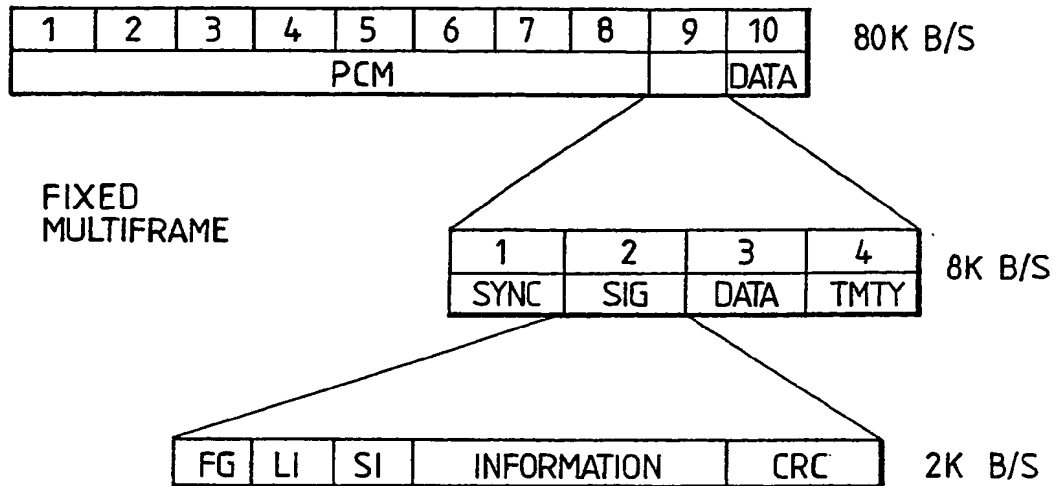 1 2 3 4 5 6 7 8 9 10 80K B/S
PCM DATA
FIXED
MULTIFRAME
1 2 3 4 8K B/S
SYNC SIG DATA TMTY
FG LI SI INFORMATION CRC 2K B/S